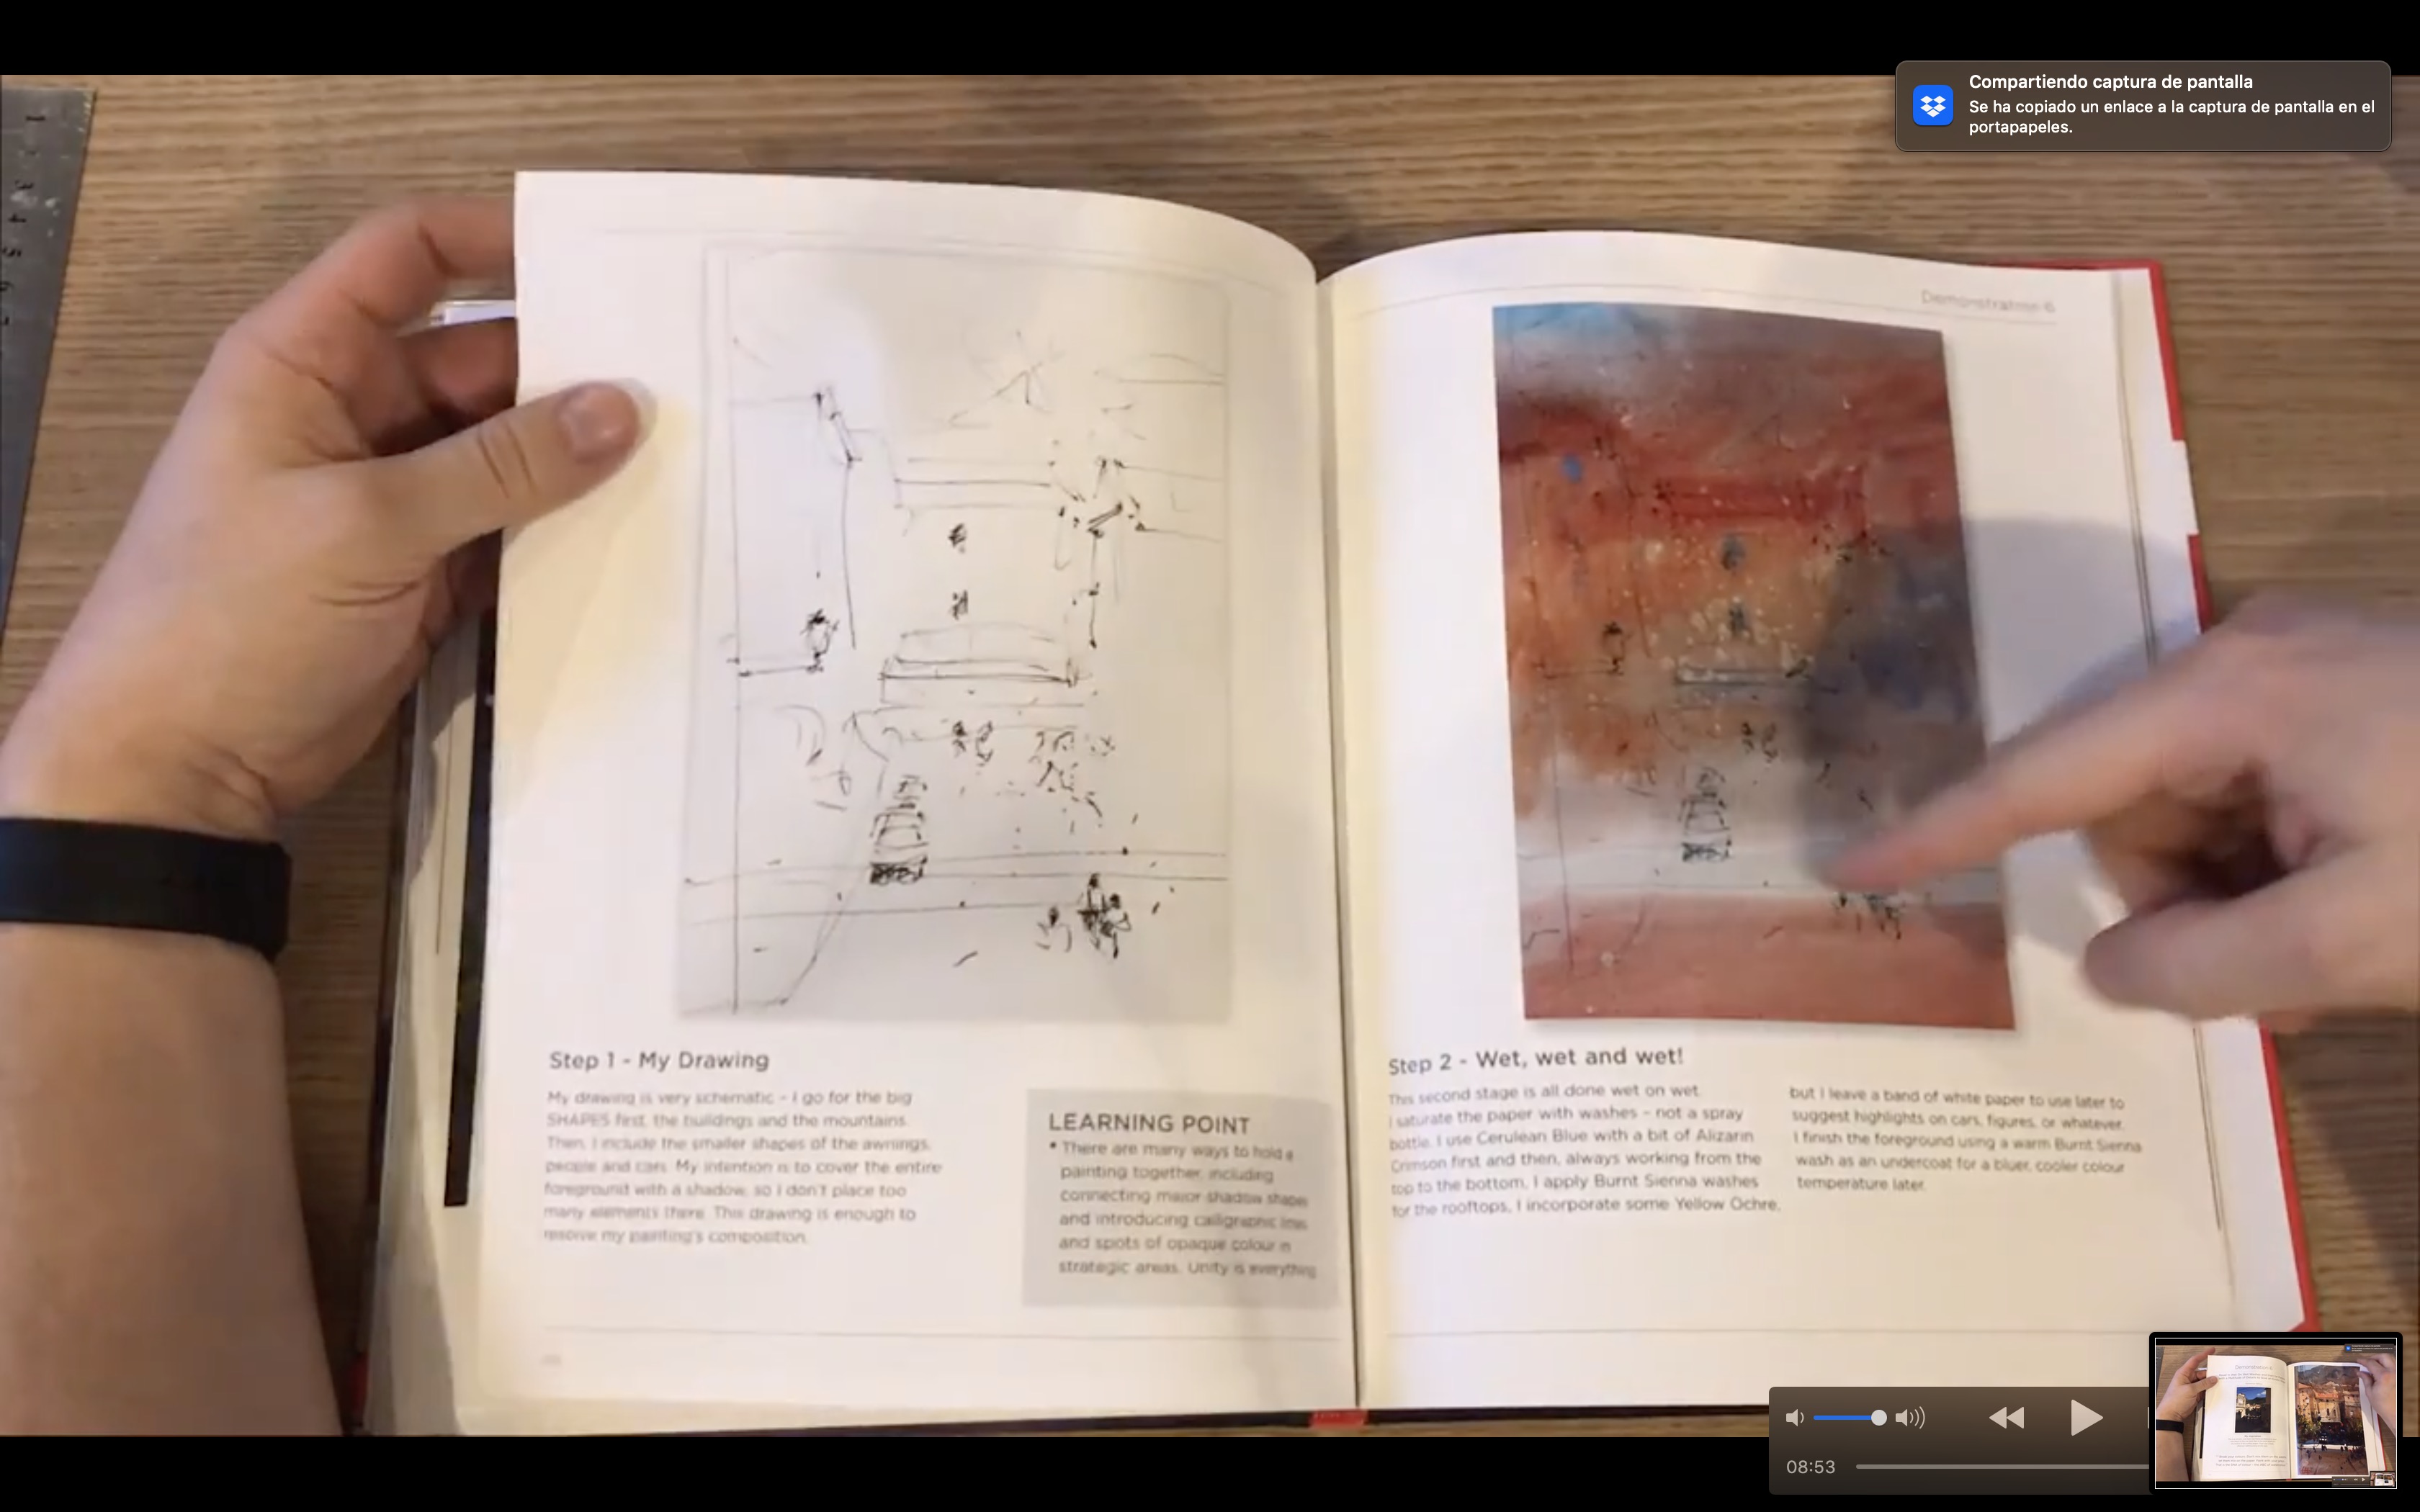 Compartiendo captura de pantalla
Se ha copiado un enlace a la captura de pantalla en el
portapapeles.
Demonstration 6
Step 1 - My Drawing
My drawing is very schematic - I go for the big
SHAPES first, the buildings and the mountains.
Then, I include the smaller shapes of the awnings,
people and cars. My intention is to cover the entire
foreground with a shadow, so I don't place too
many elements there. This drawing is enough to
resolve my painting's composition.
LEARNING POINT
• There are many ways to hold a
painting together, including
connecting major shadow shapes
and introducing calligraphic lines
and spots of opaque colour in
strategic areas. Unity is everything
Step 2 - Wet, wet and wet!
This second stage is all done wet on wet.
I saturate the paper with washes - not a spray
bottle. I use Cerulean Blue with a bit of Alizarin
Crimson first and then, always working from the
top to the bottom, I apply Burnt Sienna washes
for the rooftops. I incorporate some Yellow Ochre,
but I leave a band of white paper to use later to
suggest highlights on cars, figures, or whatever.
I finish the foreground using a warm Burnt Sienna
wash as an undercoat for a bluer, cooler colour
temperature later.
08:53